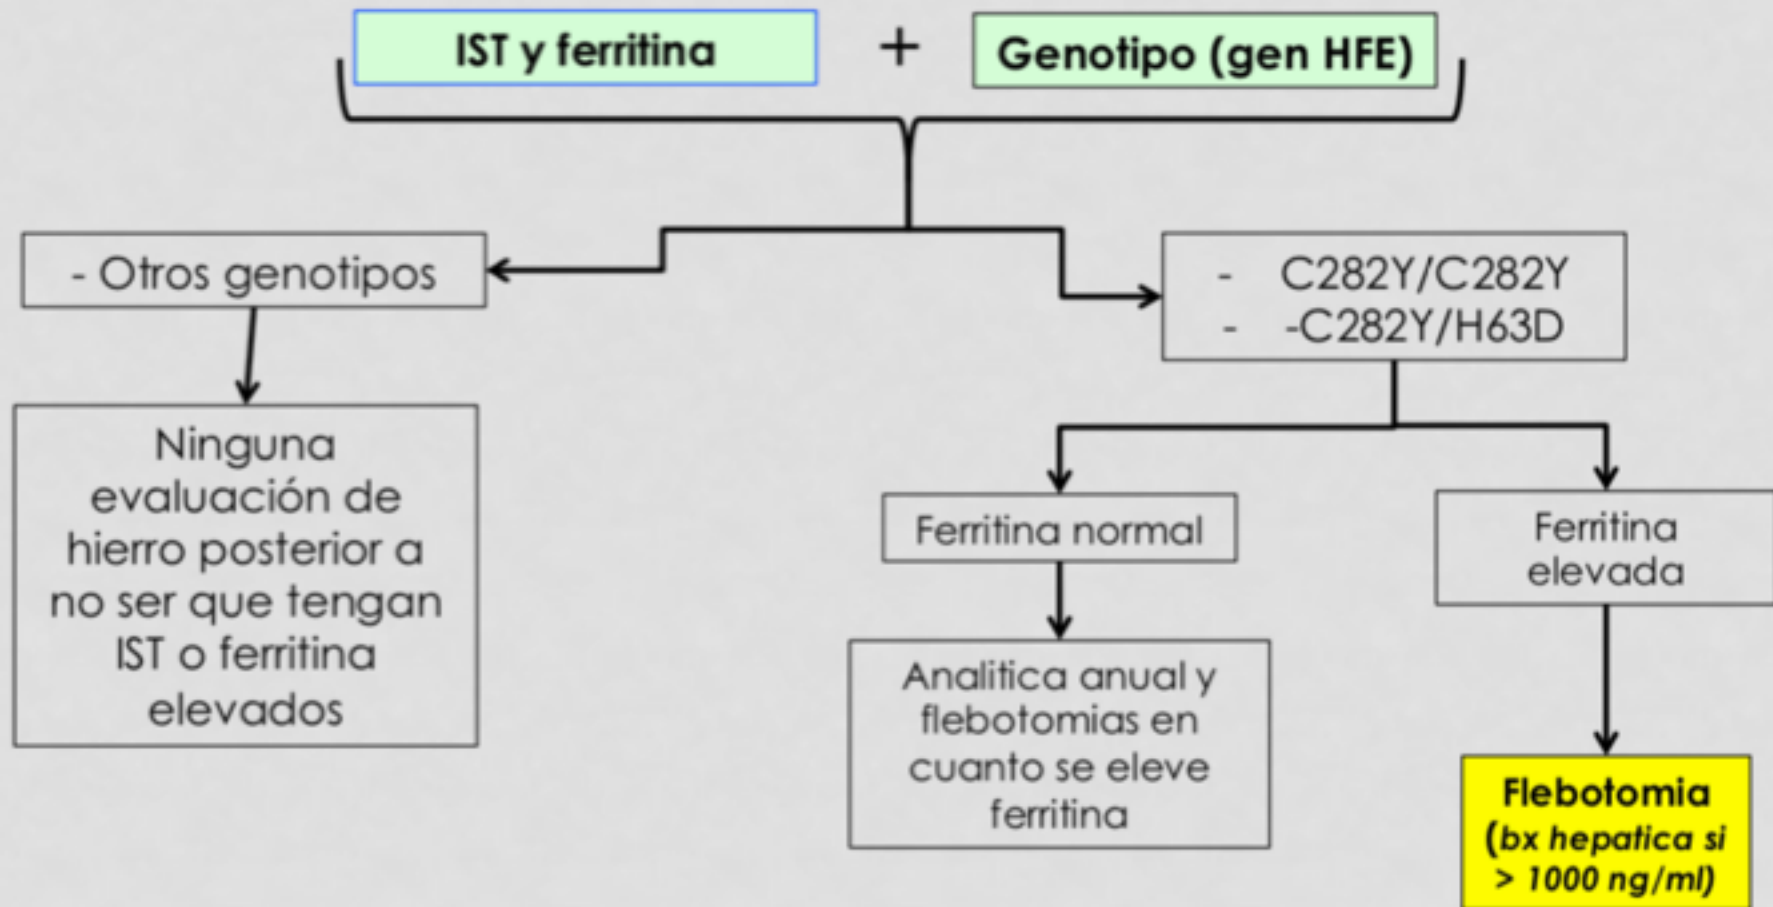 IST y ferritina
+
Genotipo (gen HFE)
- Otros genotipos
- C282Y/C282Y
- -C282Y/H63D
Ninguna
evaluación de
hierro posterior a
no ser que tengan
IST o ferritina
elevados
Ferritina normal
Ferritina
elevada
Analitica anual y
flebotomias en
cuanto se eleve
ferritina
Flebotomia
(bx hepatica si
> 1000 ng/ml)